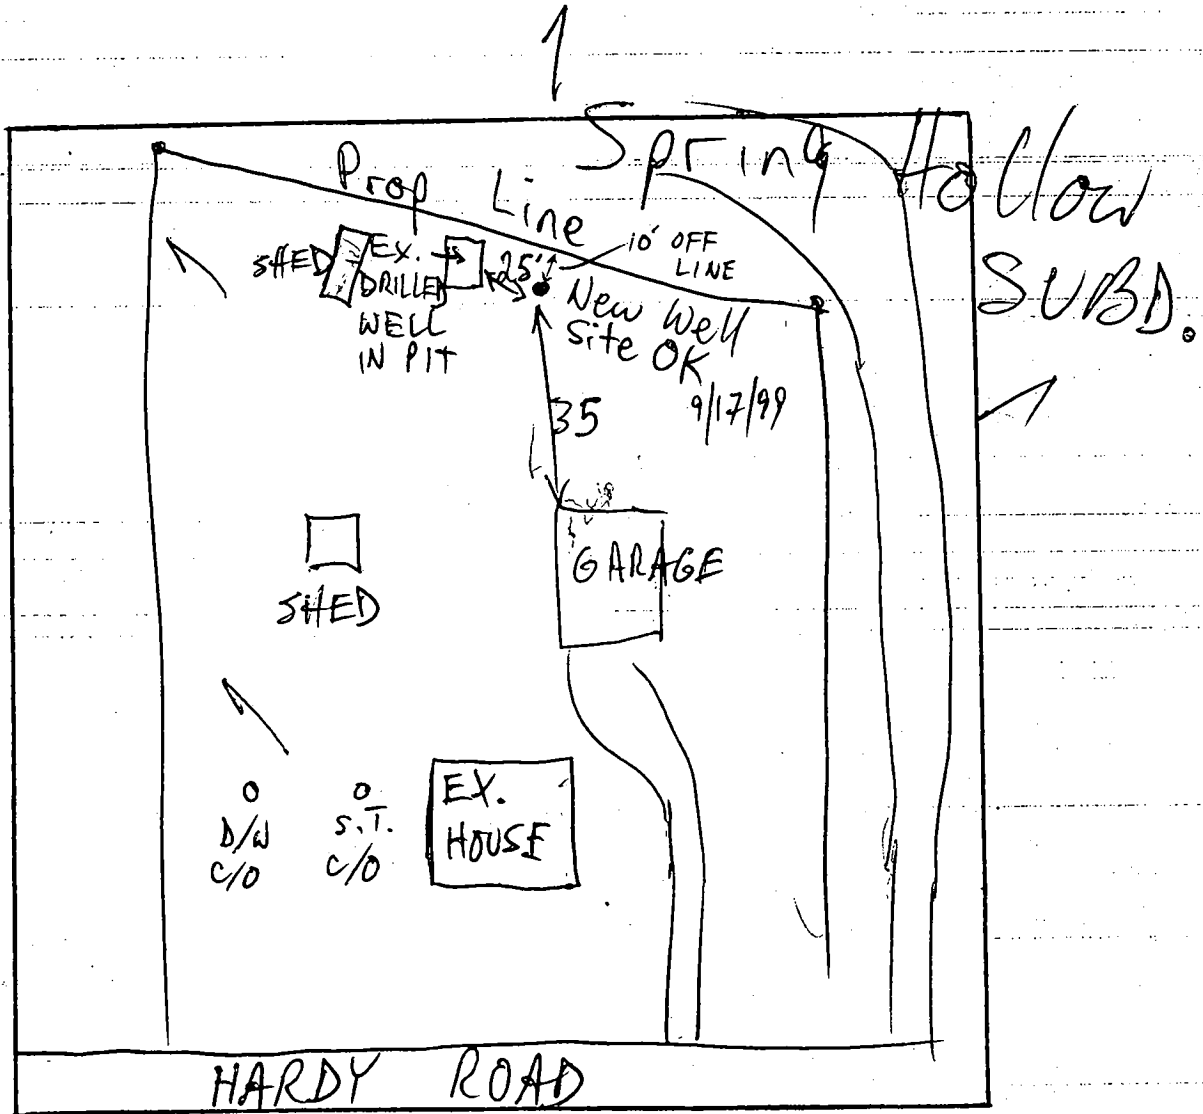 Spring Hollow
SUBD.
Prop Line
SHED
EX.
DRILLED
WELL
IN PIT
25'
10' OFF
LINE
New Well
Site OK
9/17/99
35
GARAGE
SHED
D/W
C/O
S.T.
C/O
EX.
HOUSE
HARDY ROAD